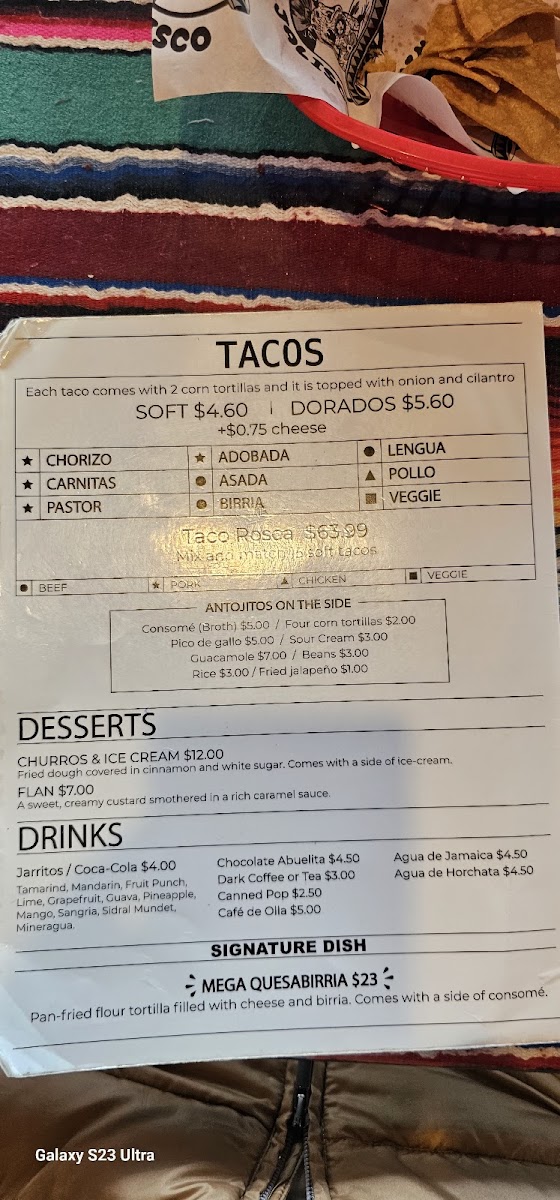 SCO
JALIS
TACOS
Each taco comes with 2 corn tortillas and it is topped with onion and cilantro
SOFT $4.60 | DORADOS $5.60
+$0.75 cheese
★ CHORIZO ★ ADOBADA ● LENGUA
★ CARNITAS ● ASADA ▲ POLLO
★ PASTOR ● BIRRIA ■ VEGGIE
Taco Rosca $63.99
Mix and match soft tacos
● BEEF ★ PORK ▲ CHICKEN ■ VEGGIE
ANTOJITOS ON THE SIDE
Consomé (Broth) $5.00 / Four corn tortillas $2.00
Pico de gallo $5.00 / Sour Cream $3.00
Guacamole $7.00 / Beans $3.00
Rice $3.00 / Fried jalapeño $1.00
DESSERTS
CHURROS & ICE CREAM $12.00
Fried dough covered in cinnamon and white sugar. Comes with a side of ice-cream.
FLAN $7.00
A sweet, creamy custard smothered in a rich caramel sauce.
DRINKS
Jarritos / Coca-Cola $4.00
Tamarind, Mandarin, Fruit Punch,
Lime, Grapefruit, Guava, Pineapple,
Mango, Sangria, Sidral Mundet,
Mineragua.
Chocolate Abuelita $4.50
Dark Coffee or Tea $3.00
Canned Pop $2.50
Café de Olla $5.00
Agua de Jamaica $4.50
Agua de Horchata $4.50
SIGNATURE DISH
MEGA QUESABIRRIA $23
Pan-fried flour tortilla filled with cheese and birria. Comes with a side of consomé.
Galaxy S23 Ultra